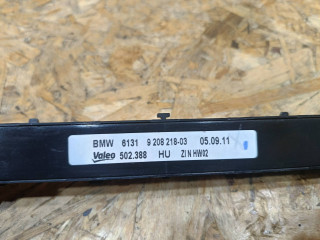 BMW 6131 9 208 218-03 05.09.11
Valeo 502.388 HU ZI N HW02